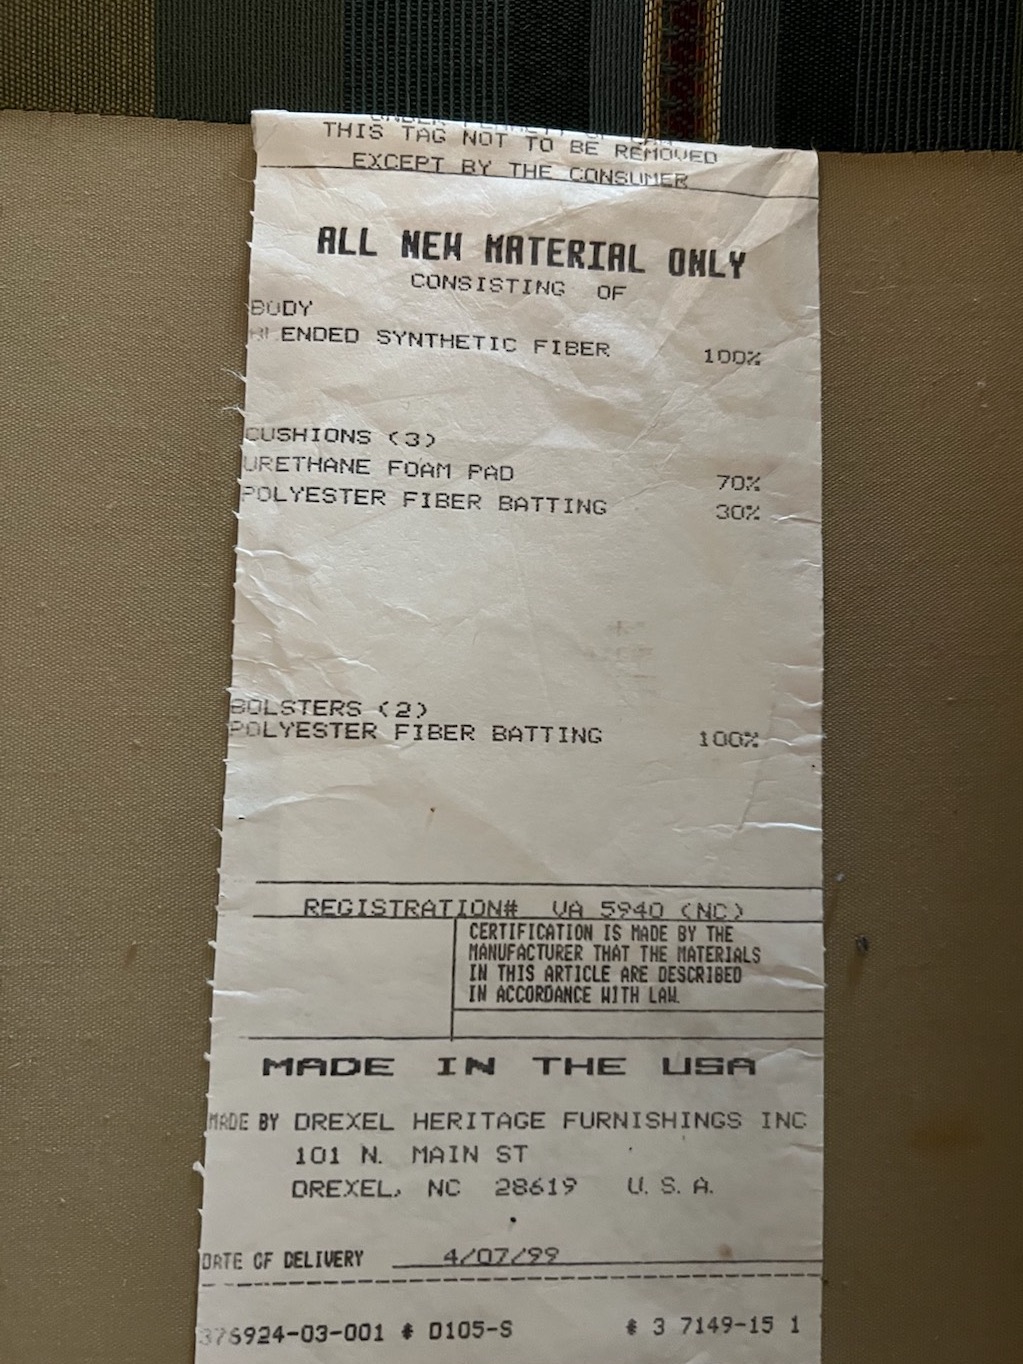 THIS TAG NOT TO BE REMOVED
EXCEPT BY THE CONSUMER
ALL NEW MATERIAL ONLY
CONSISTING OF
BODY
BLENDED SYNTHETIC FIBER 100%
CUSHIONS (3)
URETHANE FOAM PAD 70%
POLYESTER FIBER BATTING 30%
BOLSTERS (2)
POLYESTER FIBER BATTING 100%
REGISTRATION# VA 5940 (NC)
CERTIFICATION IS MADE BY THE
MANUFACTURER THAT THE MATERIALS
IN THIS ARTICLE ARE DESCRIBED
IN ACCORDANCE WITH LAW.
MADE IN THE USA
MADE BY DREXEL HERITAGE FURNISHINGS INC
101 N. MAIN ST
DREXEL, NC 28619 U. S. A.
DATE OF DELIVERY 4/07/99
376924-03-001 # D105-S # 3 7149-15 1